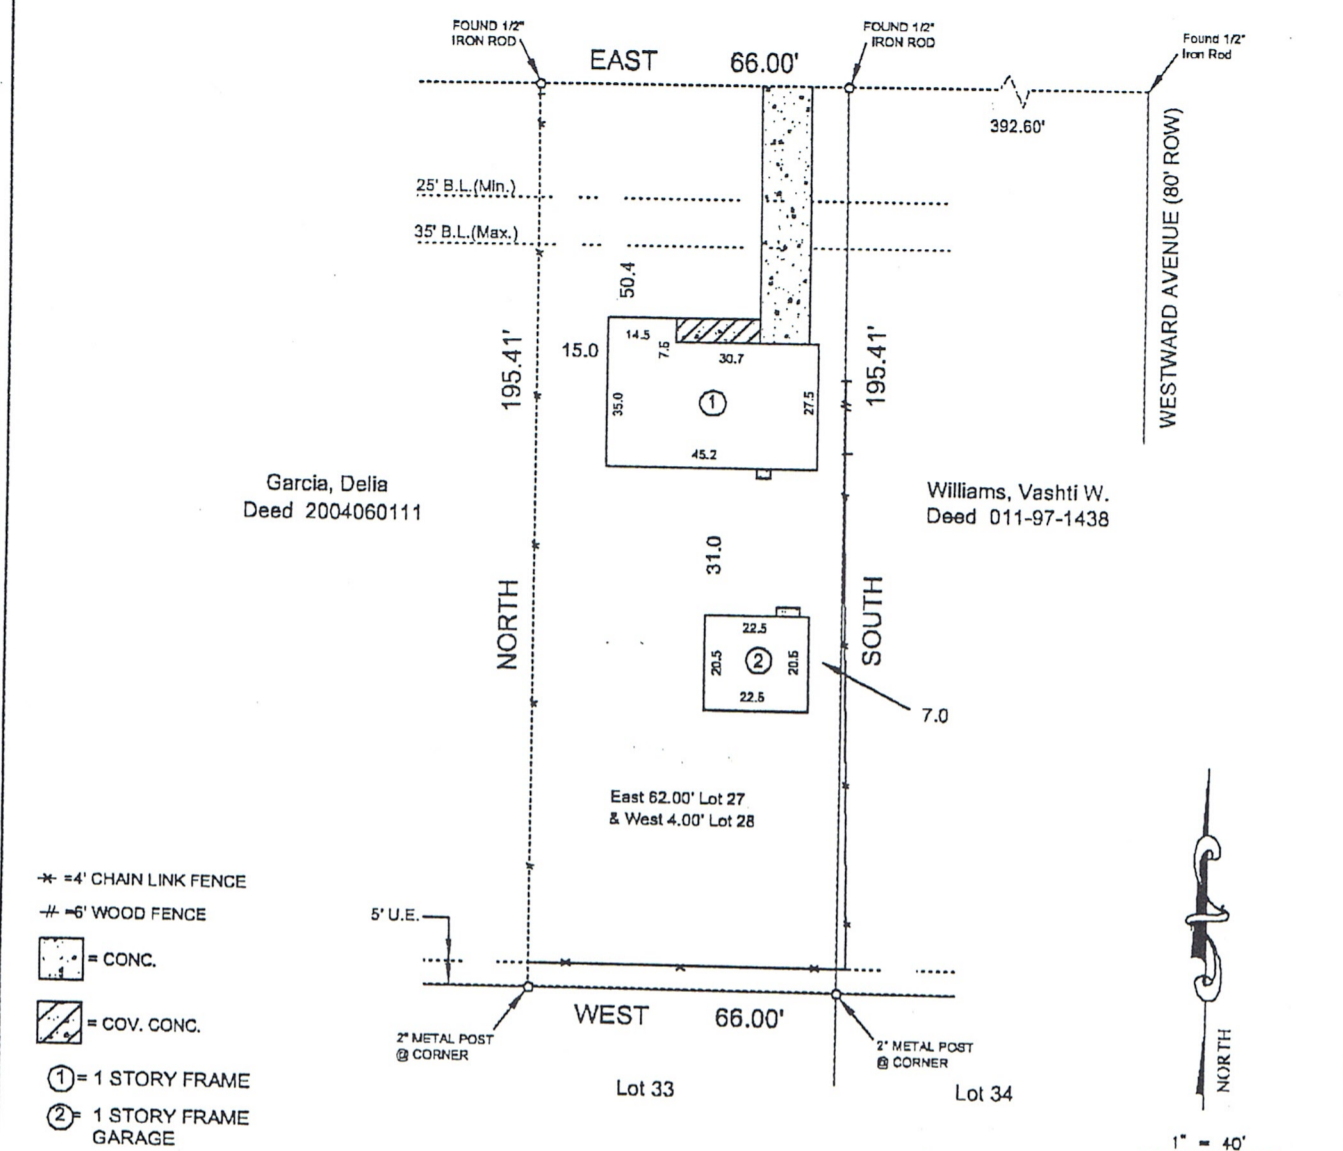 FOUND 1/2"
IRON ROD
FOUND 1/2"
IRON ROD
Found 1/2"
Iron Rod
EAST 66.00'
392.60'
25' B.L.(Min.)
35' B.L.(Max.)
WESTWARD AVENUE (80' ROW)
50.4
195.41'
15.0
14.5
7.5
30.7
35.0
1
27.5
45.2
195.41'
Garcia, Delia
Deed 2004060111
Williams, Vashti W.
Deed 011-97-1438
31.0
NORTH
SOUTH
22.5
20.5
2
20.5
22.5
7.0
East 62.00' Lot 27
& West 4.00' Lot 28
=4' CHAIN LINK FENCE
=6' WOOD FENCE
= CONC.
= COV. CONC.
1 = 1 STORY FRAME
2 = 1 STORY FRAME
GARAGE
5' U.E.
WEST 66.00'
2" METAL POST
@ CORNER
2" METAL POST
@ CORNER
Lot 33
Lot 34
NORTH
1" = 40'